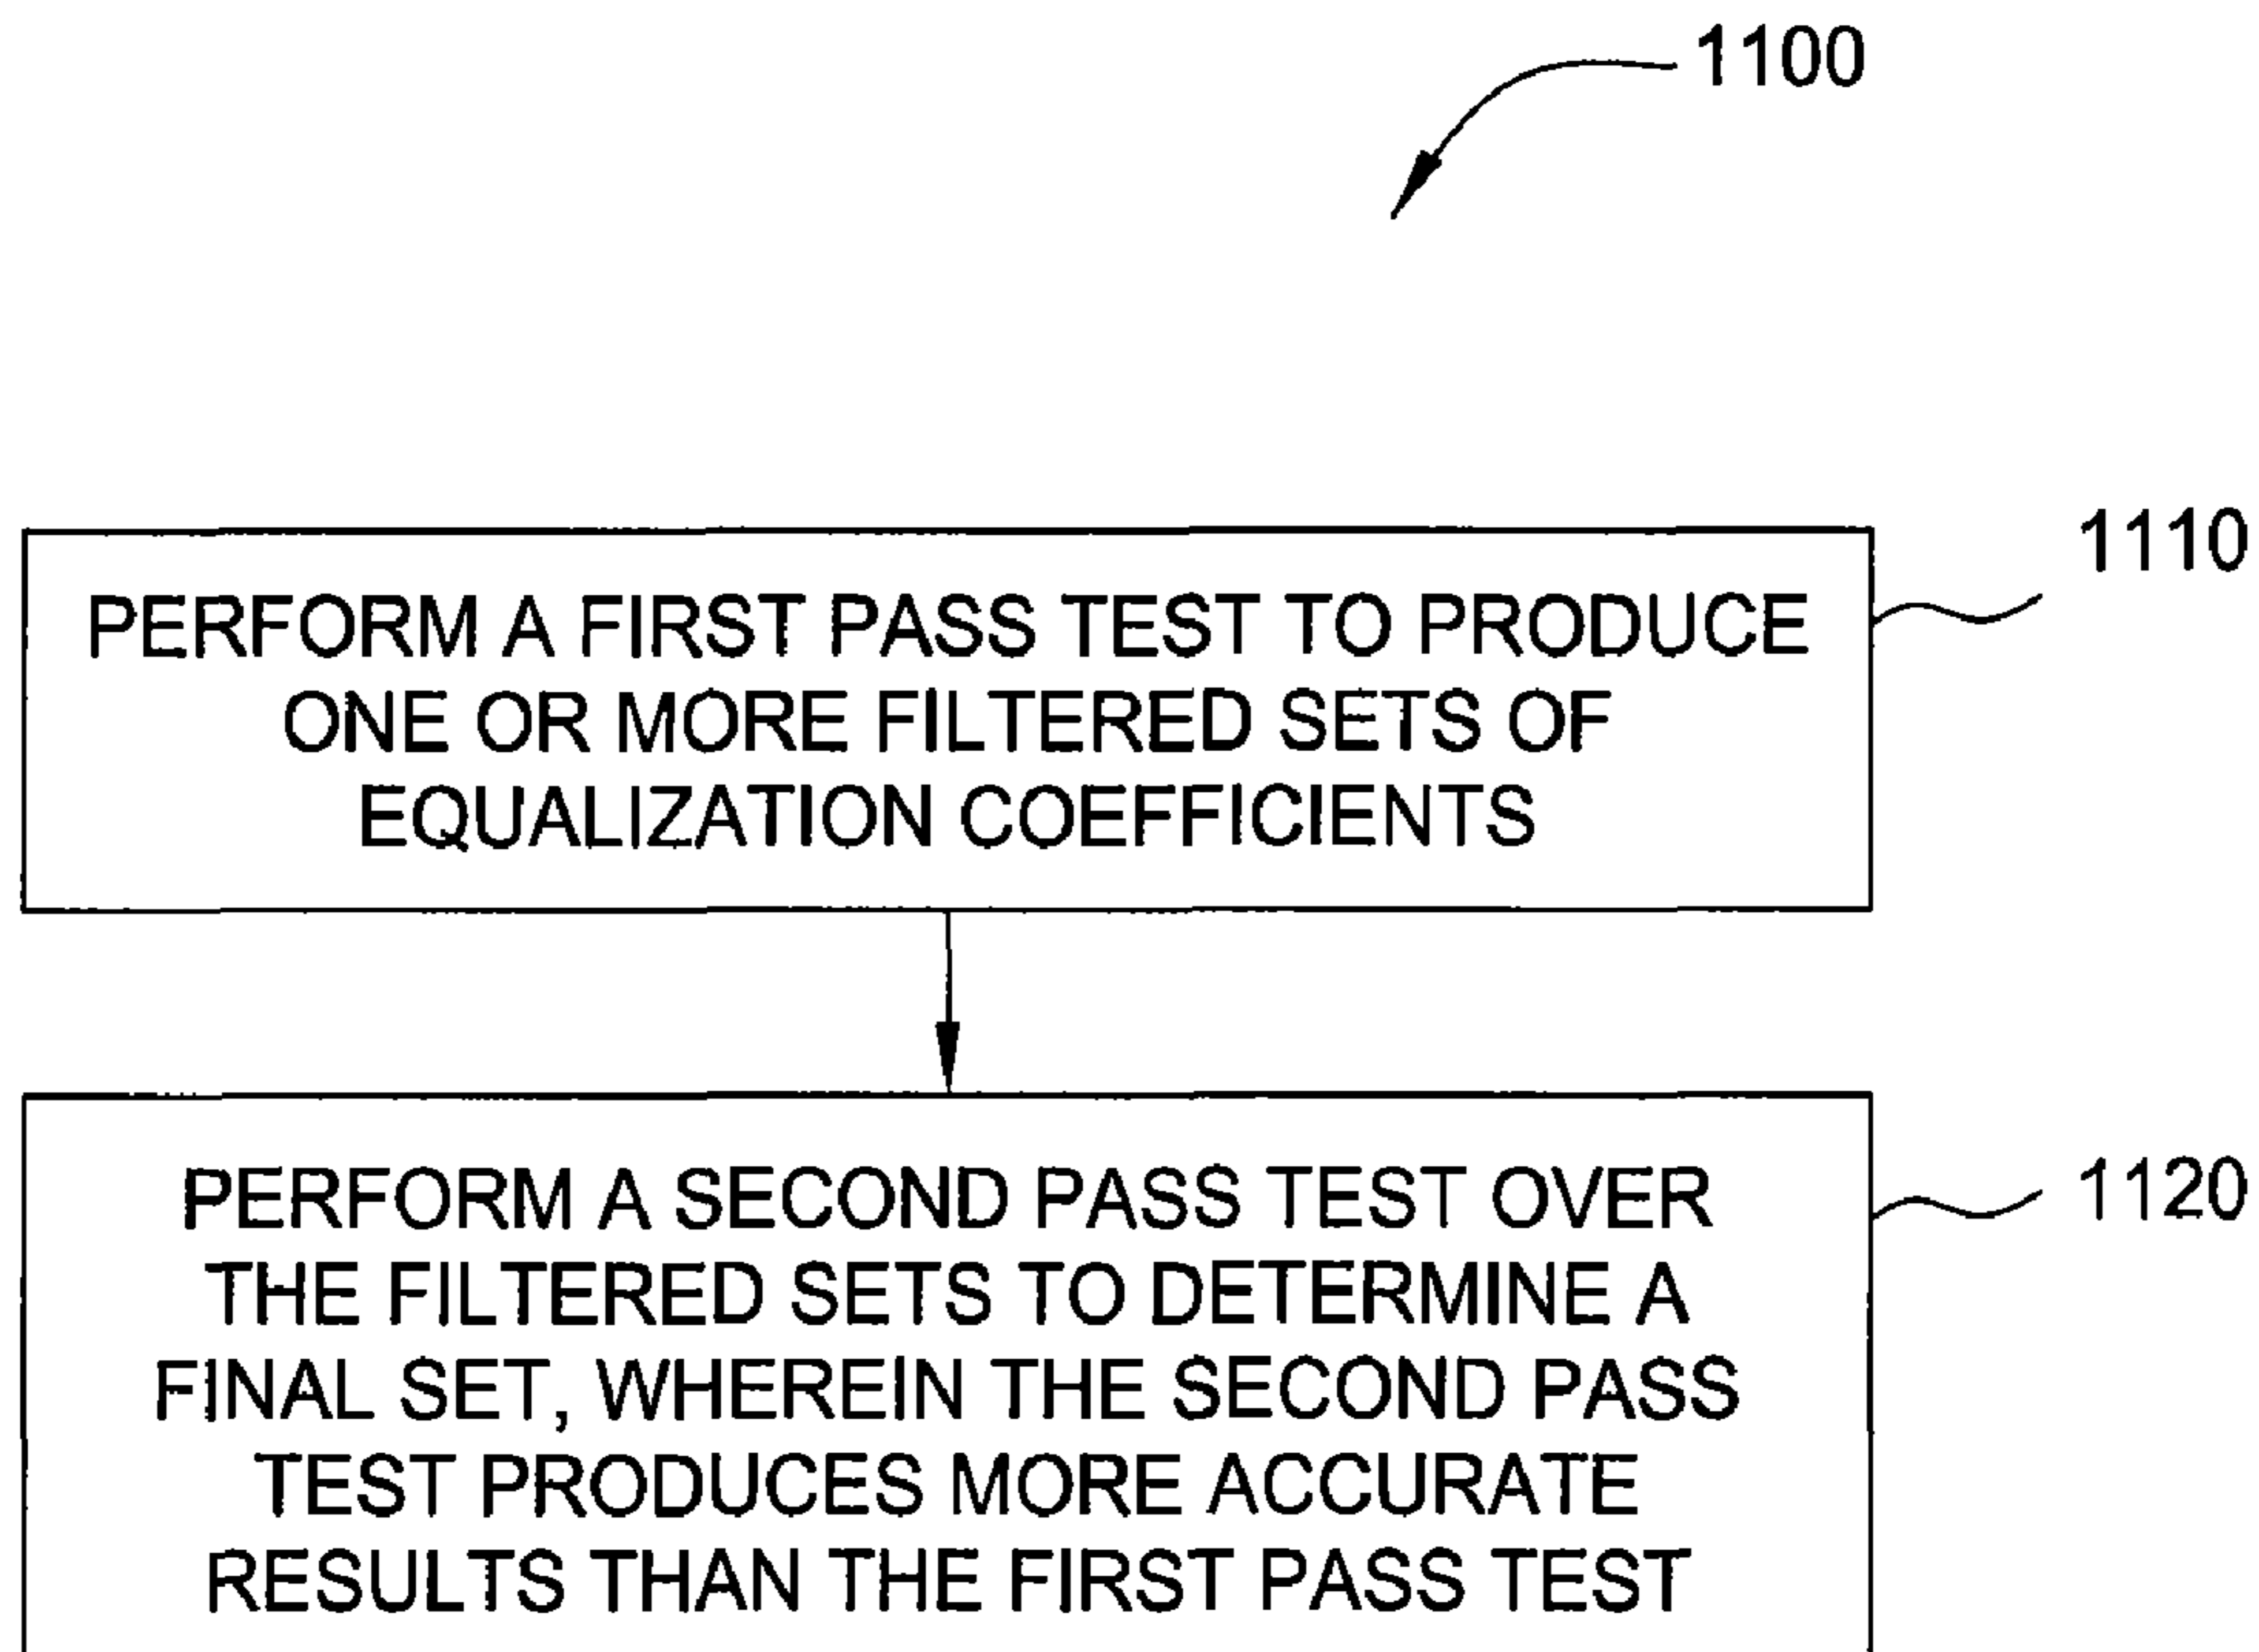 1100
1110
PERFORM A FIRST PASS TEST TO PRODUCE
ONE OR MORE FILTERED SETS OF
EQUALIZATION COEFFICIENTS
1120
PERFORM A SECOND PASS TEST OVER
THE FILTERED SETS TO DETERMINE A
FINAL SET, WHEREIN THE SECOND PASS
TEST PRODUCES MORE ACCURATE
RESULTS THAN THE FIRST PASS TEST